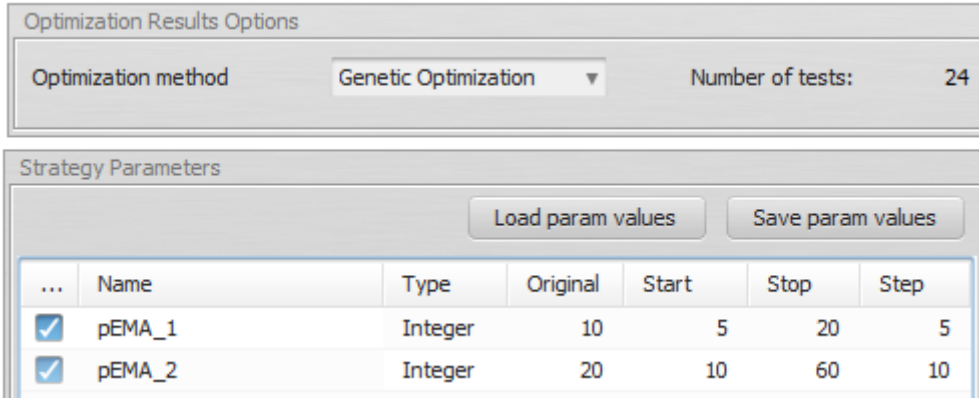 Optimization Results Options
Optimization method Genetic Optimization Number of tests: 24
Strategy Parameters
Load param values Save param values
... Name Type Original Start Stop Step
pEMA_1 Integer 10 5 20 5
pEMA_2 Integer 20 10 60 10